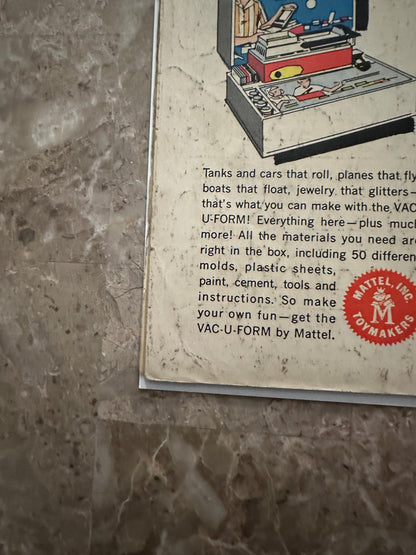 Tanks and cars that roll, planes that fly
boats that float, jewelry that glitters—
that's what you can make with the VAC
U-FORM! Everything here—plus much
more! All the materials you need are
right in the box, including 50 differen
molds, plastic sheets,
paint, cement, tools and
instructions. So make
your own fun—get the
VAC-U-FORM by Mattel.
MATTEL, INC.
M
TOYMAKERS